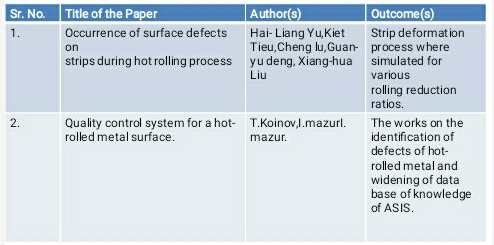 Sr. No. Title of the Paper Author(s) Outcome(s)
1. Occurrence of surface defects Hai- Liang Yu,Kiet Strip deformation
on Tieu,Cheng lu,Guan- process where
strips during hot rolling process yu deng, Xiang-hua simulated for
Liu various
rolling reduction
ratios.
2. Quality control system for a hot- T.Koinov,I.mazurI. The works on the
rolled metal surface. mazur. identification of
defects of hot-
rolled metal and
widening of data
base of knowledge
of ASIS.